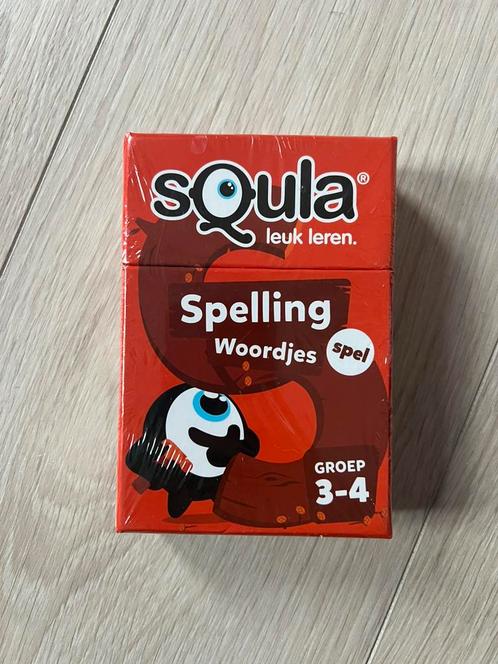 sQula®
leuk leren.
Spelling
Woordjes
spel
GROEP
3-4